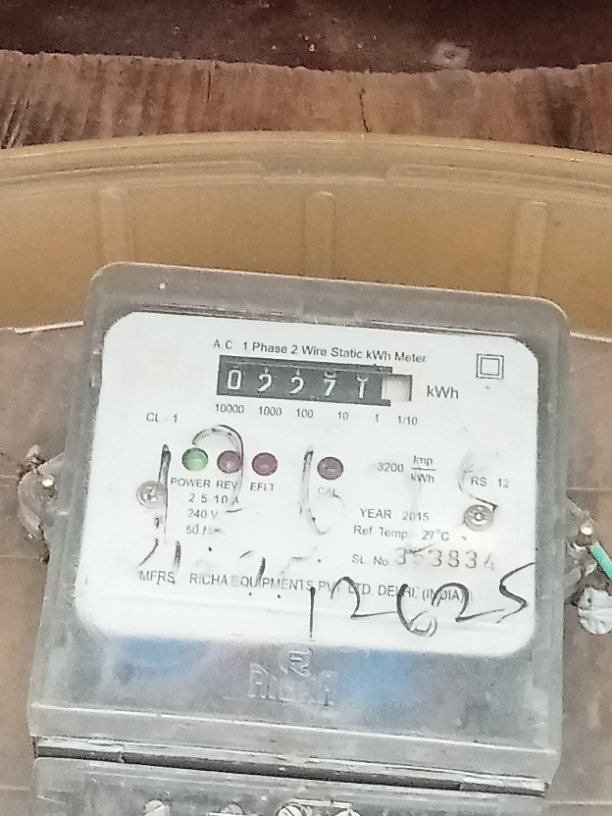 A C 1 Phase 2 Wire Static kWh Meter
0 2 2 7 1 kWh
10000 1000 100 10 1 1/10
CL - 1
3200 Imp/kWh
RS 12
POWER REV EFLT CAL
2.5 10 A
240 V
50
YEAR 2015
Ref Temp. 27°C
SL No.
MFRS RICHA EQUIPMENTS PVT. LTD. DELHI. (INDIA)
12625
RICHA